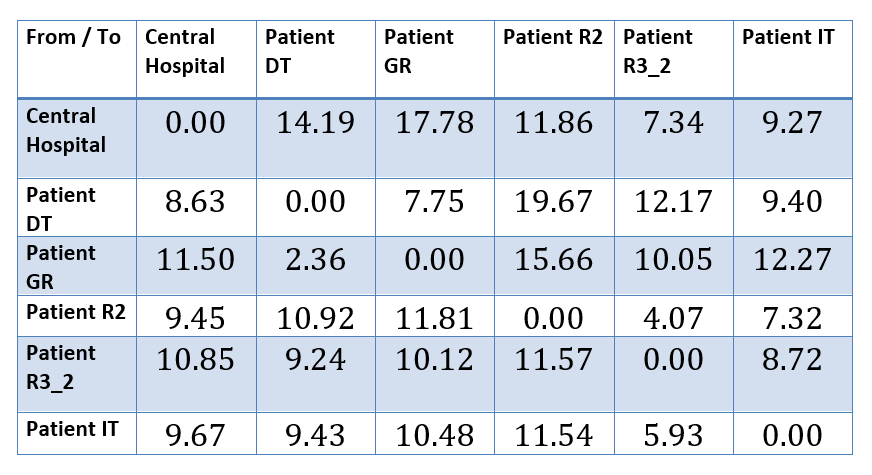 From / To Central Hospital Patient DT Patient GR Patient R2 Patient R3_2 Patient IT
Central Hospital 0.00 14.19 17.78 11.86 7.34 9.27
Patient DT 8.63 0.00 7.75 19.67 12.17 9.40
Patient GR 11.50 2.36 0.00 15.66 10.05 12.27
Patient R2 9.45 10.92 11.81 0.00 4.07 7.32
Patient R3_2 10.85 9.24 10.12 11.57 0.00 8.72
Patient IT 9.67 9.43 10.48 11.54 5.93 0.00